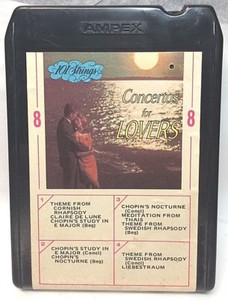 AMPEX
101 Strings
Concertos
for
LOVERS
8
8
1
THEME FROM
CORNISH
RHAPSODY
CLAIRE DE LUNE
CHOPIN'S STUDY IN
E MAJOR (Beg)
2
CHOPIN'S STUDY IN
E MAJOR (Concl)
CHOPIN'S
NOCTURNE (Beg)
3
CHOPIN'S NOCTURNE
(Concl)
MEDITATION FROM
THAIS
THEME FROM
SWEDISH RHAPSODY
(Beg)
4
THEME FROM
SWEDISH RHAPSODY
(Concl)
LIEBESTRAUM